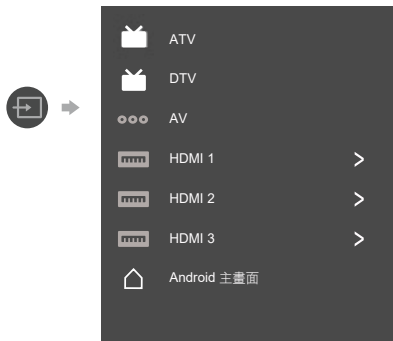 ATV
DTV
AV
HDMI 1
HDMI 2
HDMI 3
Android 主畫面